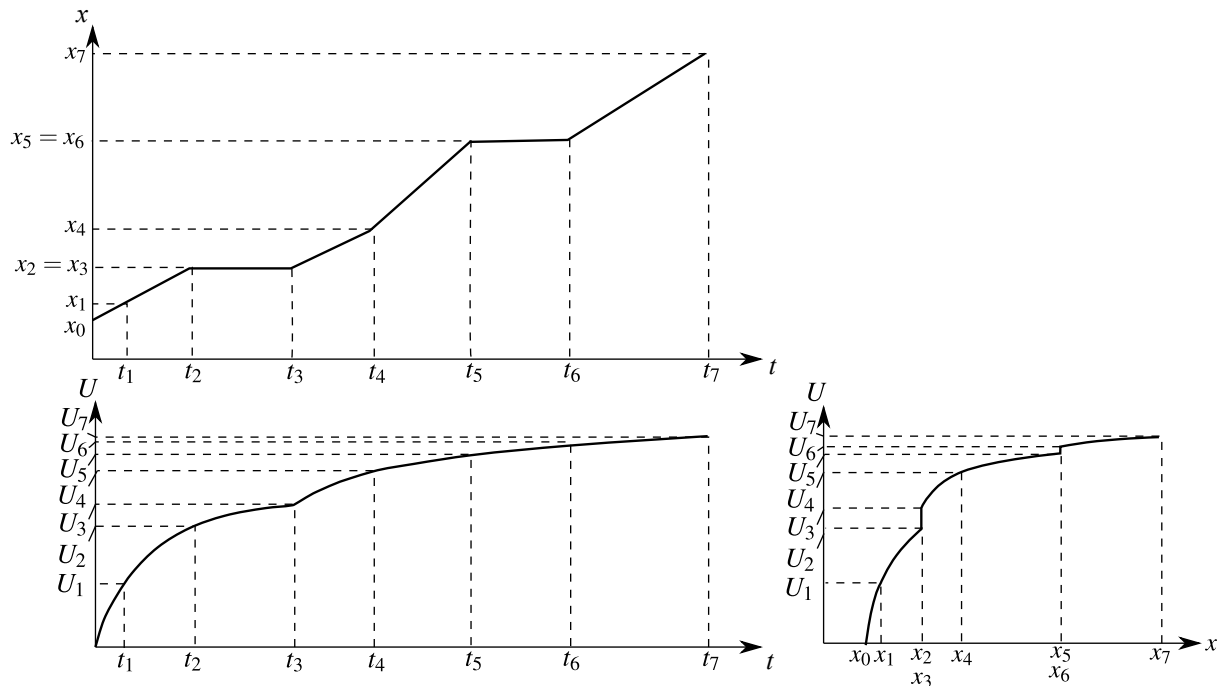 x
x₇
x₅ = x₆
x₄
x₂ = x₃
x₁
x₀
t₁ t₂ t₃ t₄ t₅ t₆ t₇ t
U
U₇
U₆
U₅
U₄
U₃
U₂
U₁
t₁ t₂ t₃ t₄ t₅ t₆ t₇ t
U
U₇
U₆
U₅
U₄
U₃
U₂
U₁
x₀ x₁ x₂ x₄ x₅ x₇ x
x₃ x₆